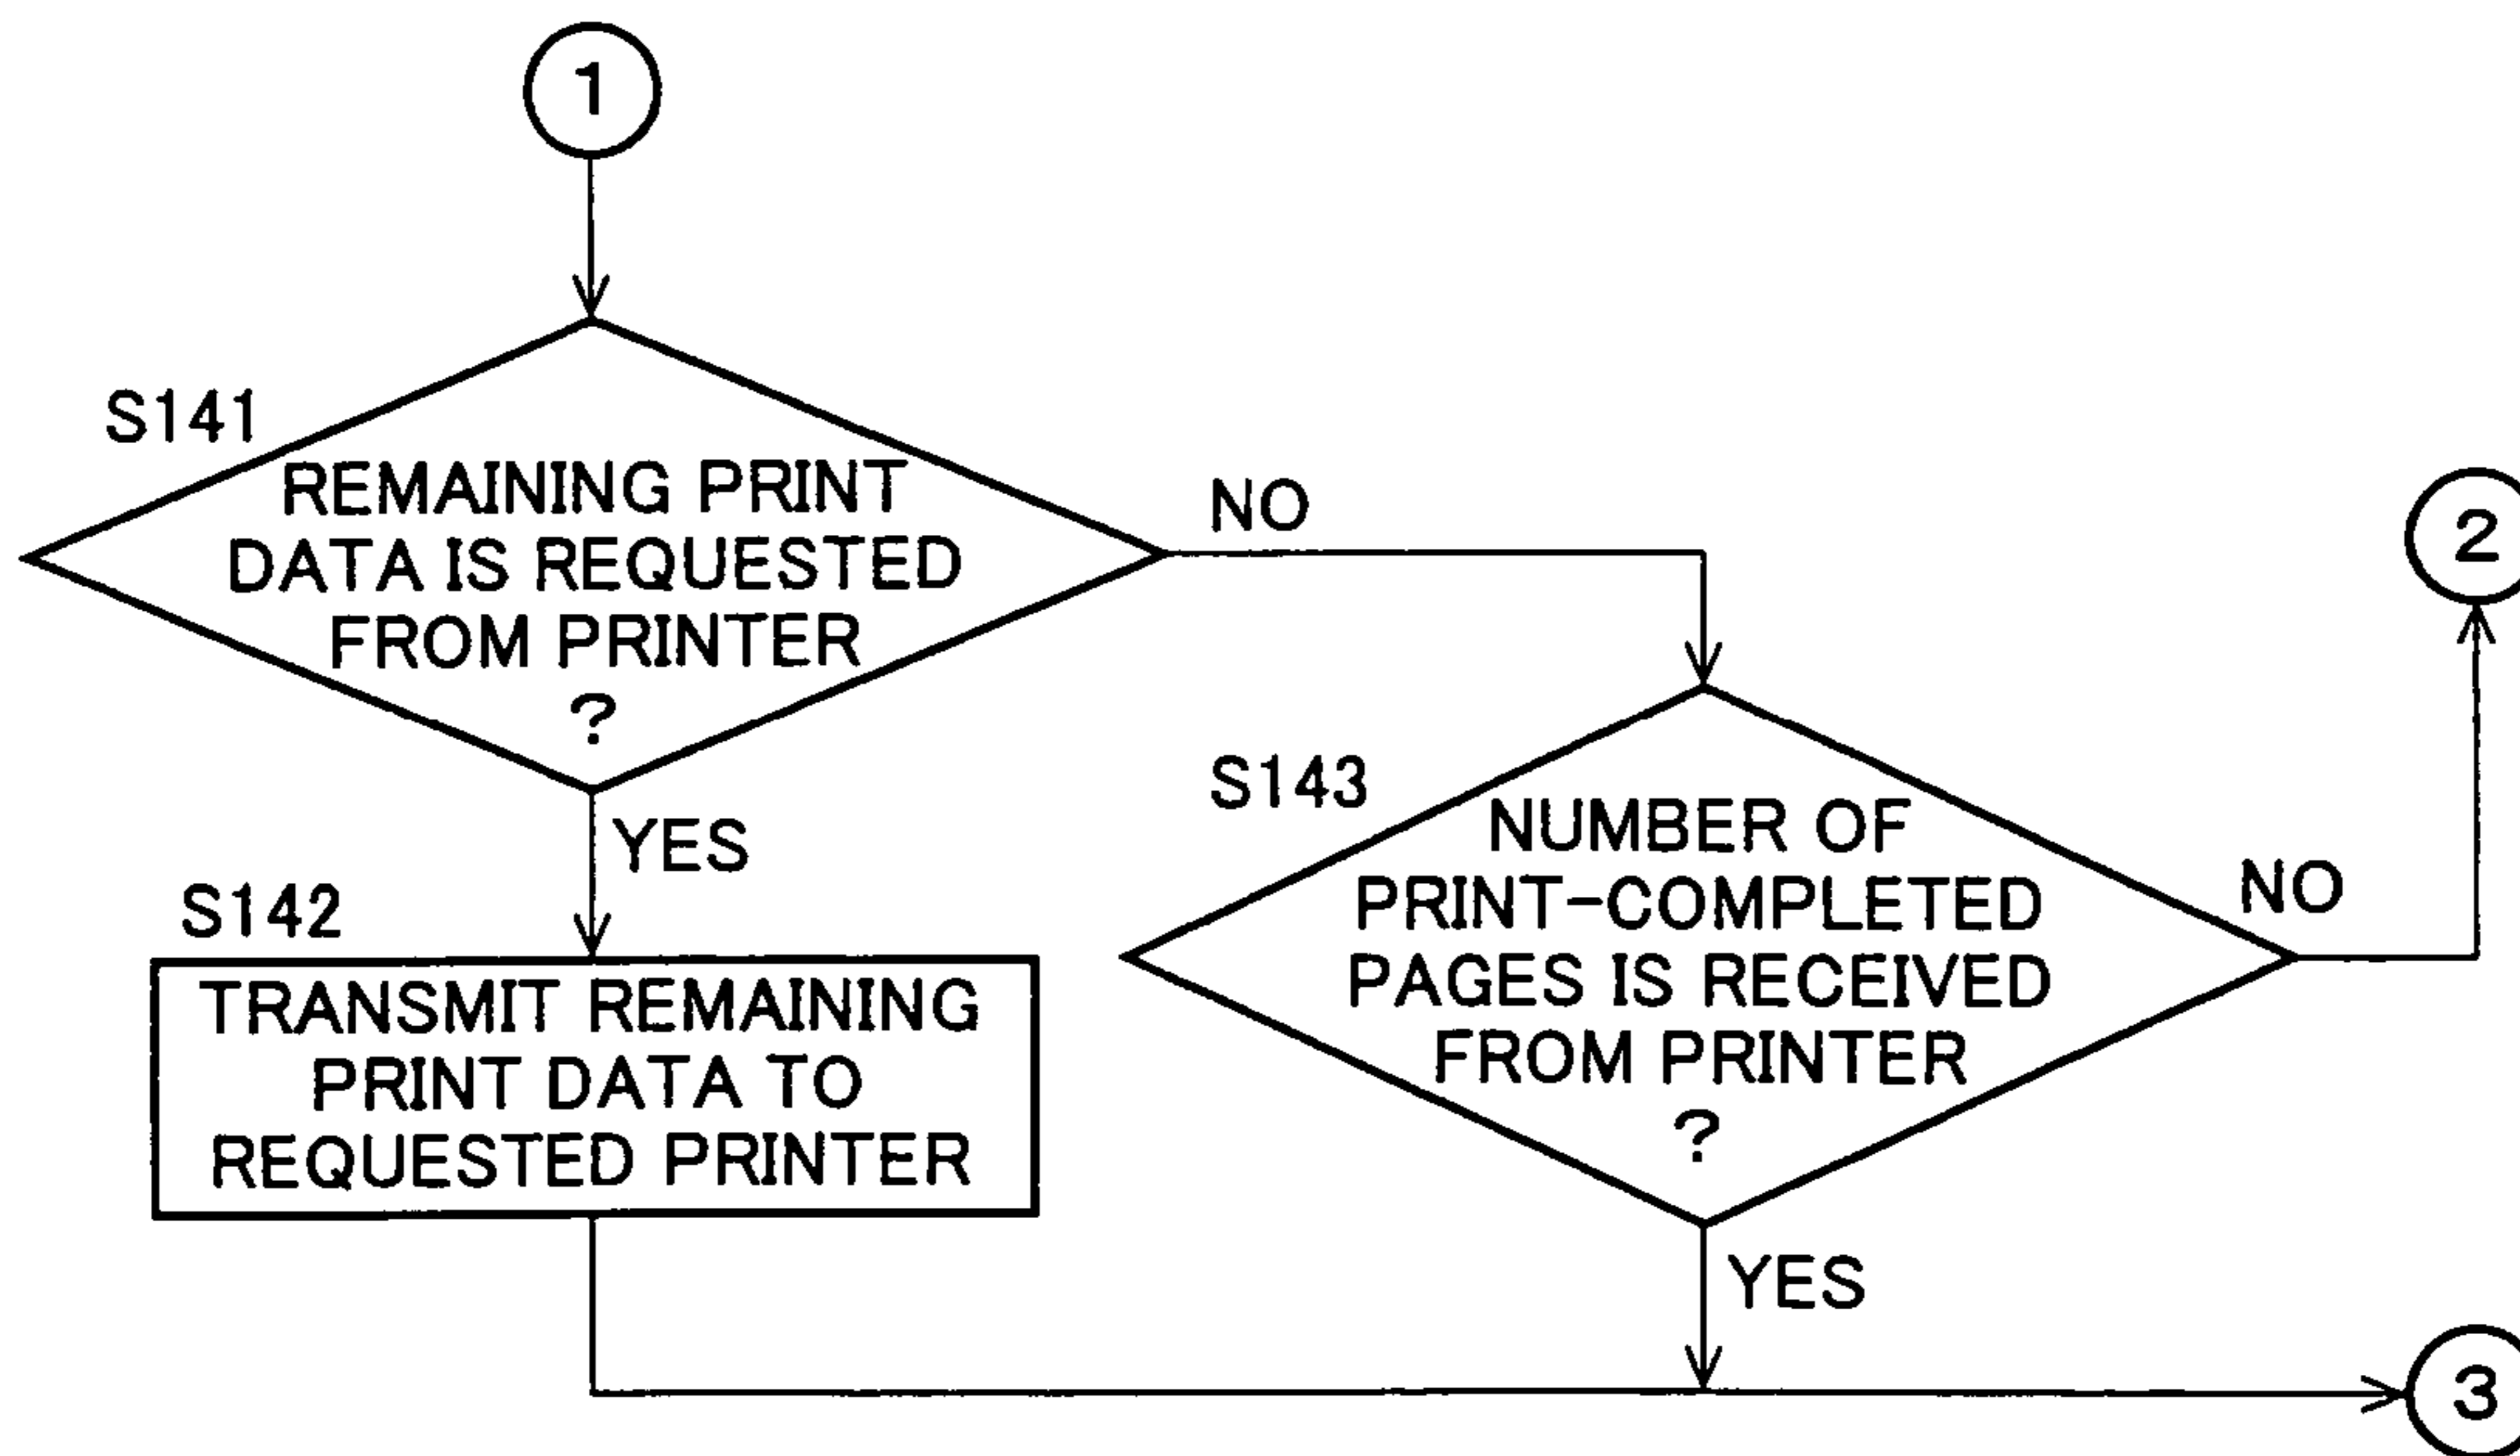 1
S141
REMAINING PRINT
DATA IS REQUESTED
FROM PRINTER
?
NO
YES
S142
TRANSMIT REMAINING
PRINT DATA TO
REQUESTED PRINTER
S143
NUMBER OF
PRINT-COMPLETED
PAGES IS RECEIVED
FROM PRINTER
?
NO
2
YES
3